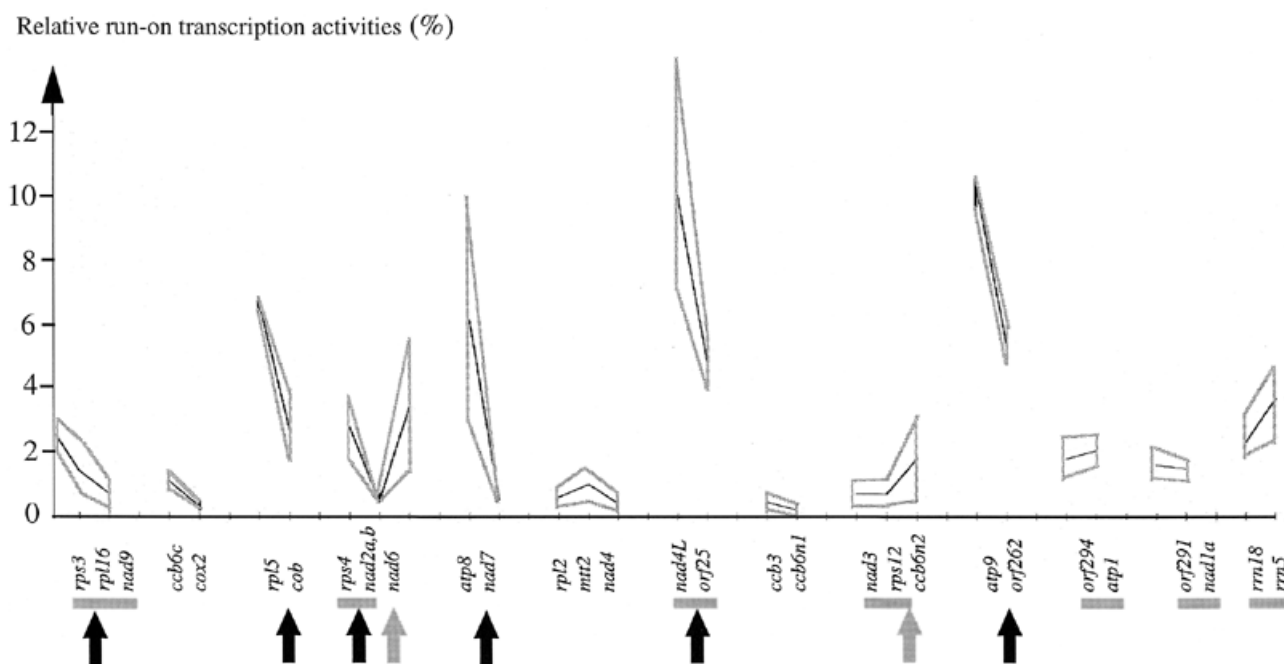 Relative run-on transcription activities (%)
12
10
8
6
4
2
0
rps3
rpl16
nad9
ccb6c
cox2
rpl5
cob
rps4
nad2a,b
nad6
atp8
nad7
rpl2
mtt2
nad4
nad4L
orf25
ccb3
ccb6n1
nad3
rps12
ccb6n2
atp9
orf262
orf294
atp1
orf291
nad1a
rrn18
rrn5